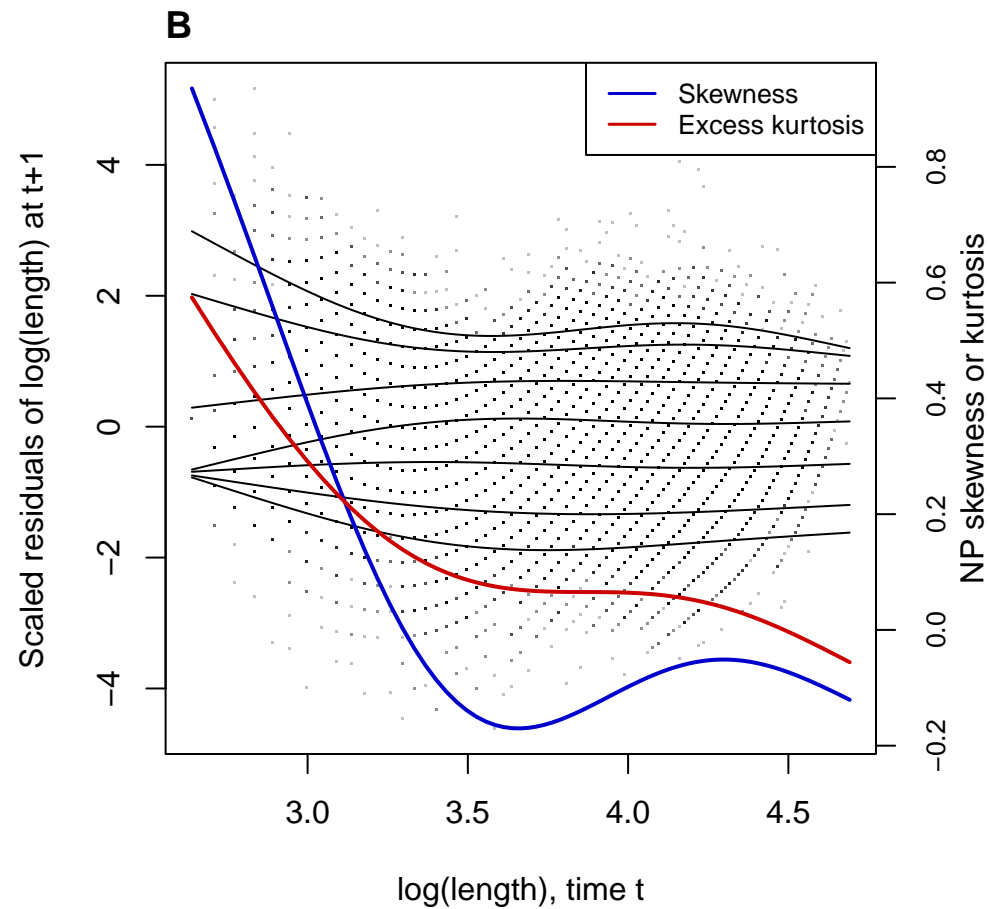 B
Skewness
Excess kurtosis
Scaled residuals of log(length) at t+1
4
2
0
−2
−4
0.8
0.6
0.4
0.2
0.0
−0.2
NP skewness or kurtosis
3.0 3.5 4.0 4.5
log(length), time t